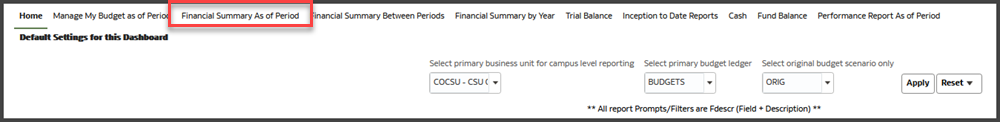 Home Manage My Budget as of Period Financial Summary As of Period Financial Summary Between Periods Financial Summary by Year Trial Balance Inception to Date Reports Cash Fund Balance Performance Report As of Period
Default Settings for this Dashboard
Select primary business unit for campus level reporting Select primary budget ledger Select original budget scenario only
COCSU - CSU BUDGETS ORIG Apply Reset
** All report Prompts/Filters are Fdescr (Field + Description) **